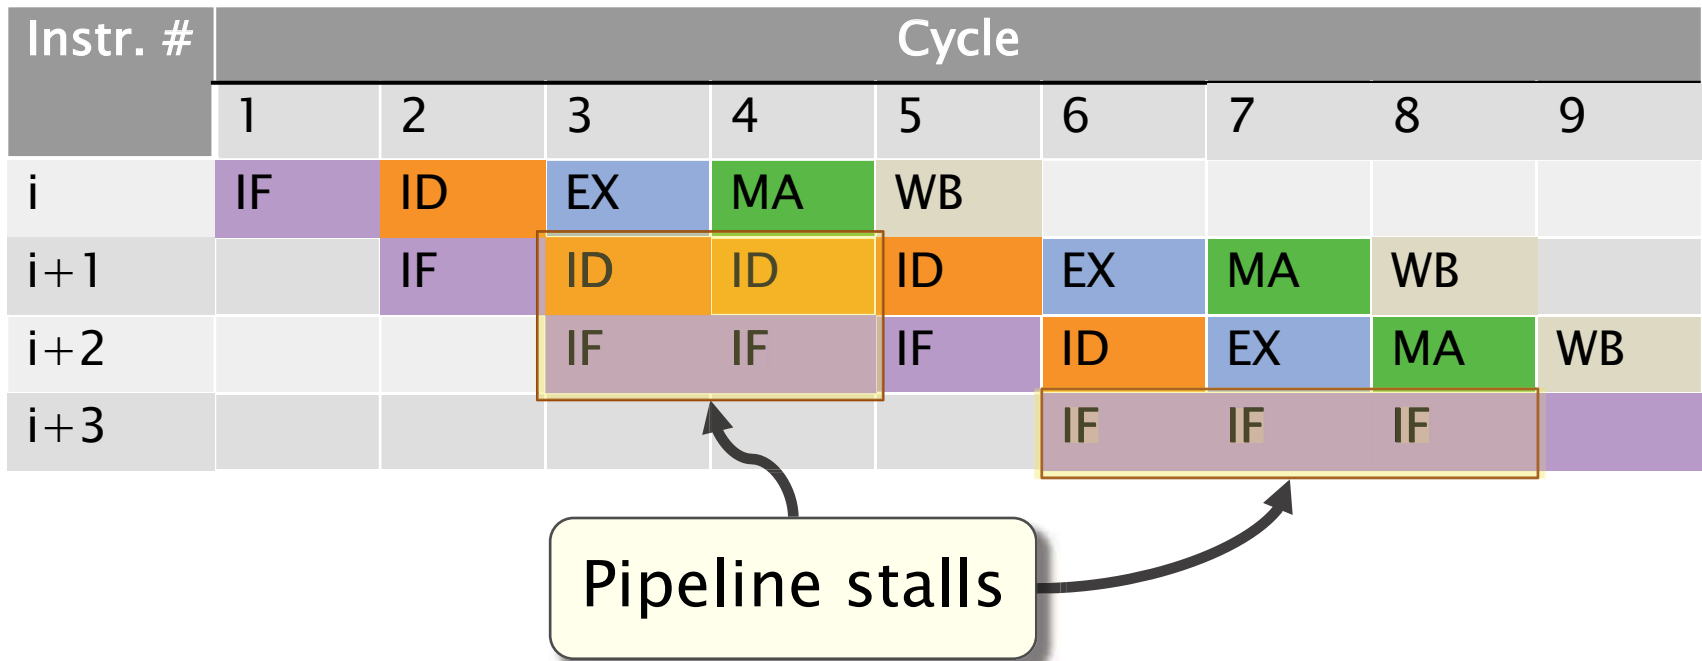 Instr. # Cycle
1 2 3 4 5 6 7 8 9
i IF ID EX MA WB
i+1 IF ID ID ID EX MA WB
i+2 IF IF IF ID EX MA WB
i+3 IF IF IF
Pipeline stalls